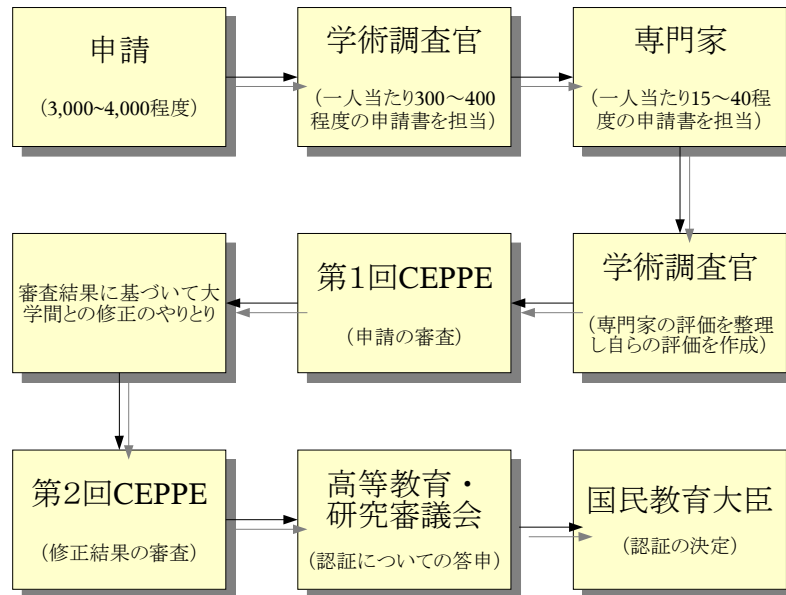 申請
(3,000~4,000程度)
学術調査官
(一人当たり300～400
程度の申請書を担当)
専門家
(一人当たり15～40程
度の申請書を担当)
学術調査官
(専門家の評価を整理
し自らの評価を作成)
第１回CEPPE
(申請の審査)
審査結果に基づいて大
学間との修正のやりとり
第２回CEPPE
(修正結果の審査)
高等教育・
研究審議会
(認証についての答申)
国民教育大臣
(認証の決定)